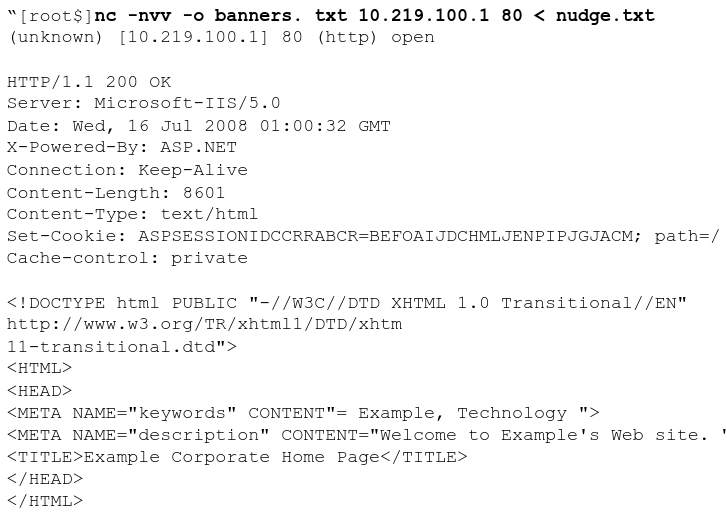 “[root$]nc -nvv -o banners. txt 10.219.100.1 80 < nudge.txt
(unknown) [10.219.100.1] 80 (http) open
HTTP/1.1 200 OK
Server: Microsoft-IIS/5.0
Date: Wed, 16 Jul 2008 01:00:32 GMT
X-Powered-By: ASP.NET
Connection: Keep-Alive
Content-Length: 8601
Content-Type: text/html
Set-Cookie: ASPSESSIONIDCCRRABCR=BEFOAIJDCHMLJENPIPJGJACM; path=/
Cache-control: private
<!DOCTYPE html PUBLIC "-//W3C//DTD XHTML 1.0 Transitional//EN"
http://www.w3.org/TR/xhtml1/DTD/xhtm
l1-transitional.dtd">
<HTML>
<HEAD>
<META NAME="keywords" CONTENT"= Example, Technology ">
<META NAME="description" CONTENT="Welcome to Example's Web site. '
<TITLE>Example Corporate Home Page</TITLE>
</HEAD>
</HTML>